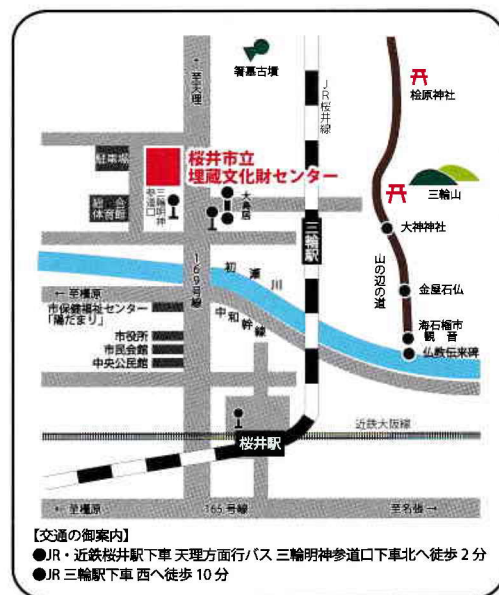 ←至天理
箸墓古墳
JR桜井線
桧原神社
駐車場
桜井市立
埋蔵文化財センター
三輪明神
参道口
総合
体育館
大鳥居
三輪駅
三輪山
大神神社
山の辺の道
169号線
初瀬川
金屋石仏
← 至橿原
市保健福祉センター
「陽だまり」
中和幹線
海石榴市
観音
仏教伝来碑
市役所
市民会館
中央公民館
近鉄大阪線
桜井駅
← 至橿原
165号線
至名張 →
【交通の御案内】
●JR・近鉄桜井駅下車 天理方面行バス 三輪明神参道口下車北へ徒歩2分
●JR 三輪駅下車 西へ徒歩10分